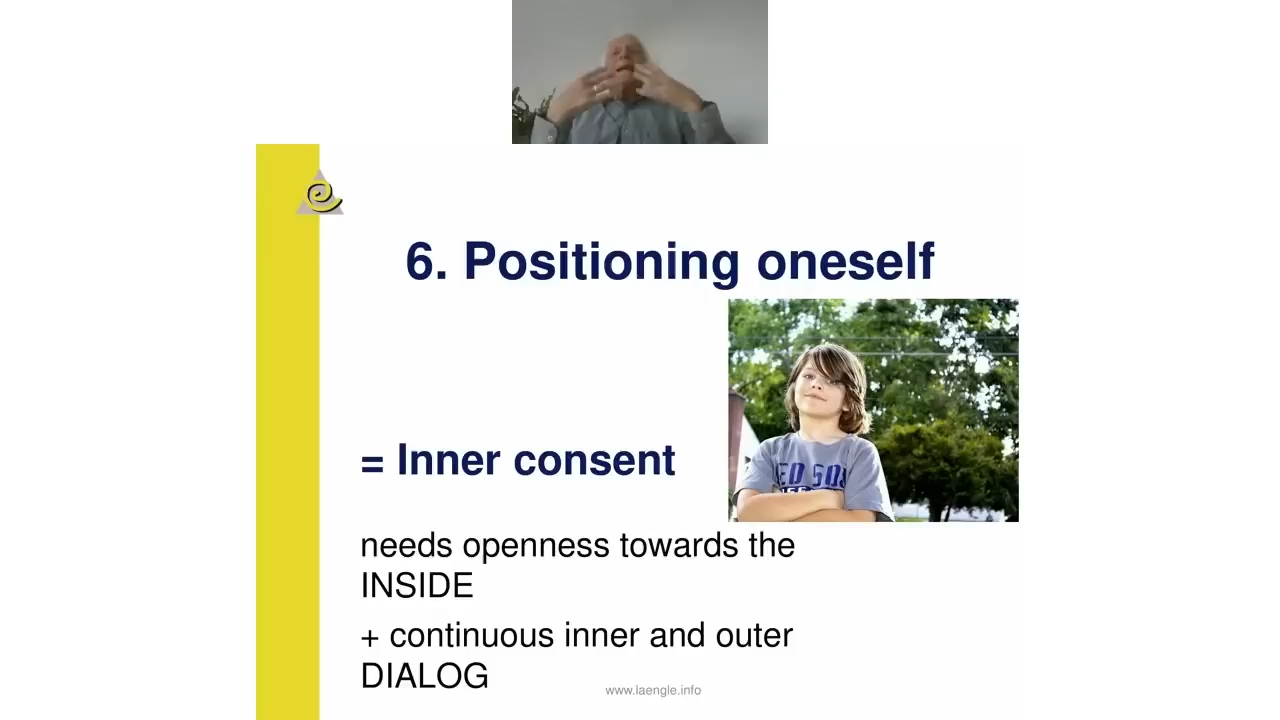 6. Positioning oneself
= Inner consent
needs openness towards the
INSIDE
+ continuous inner and outer
DIALOG
www.laengle.info